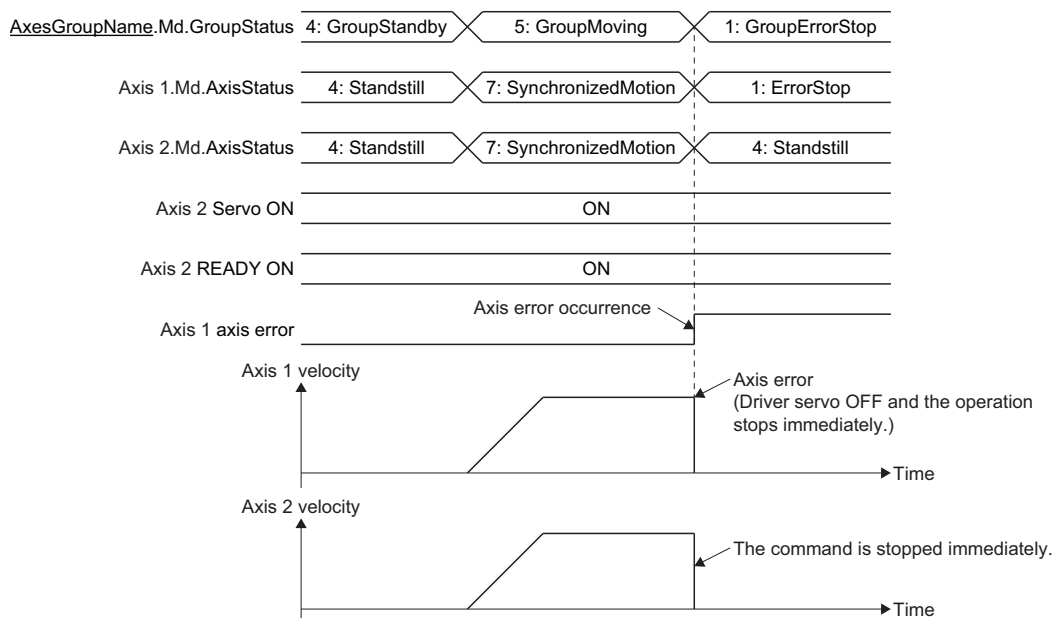 AxesGroupName.Md.GroupStatus 4: GroupStandby 5: GroupMoving 1: GroupErrorStop
Axis 1.Md.AxisStatus 4: Standstill 7: SynchronizedMotion 1: ErrorStop
Axis 2.Md.AxisStatus 4: Standstill 7: SynchronizedMotion 4: Standstill
Axis 2 Servo ON ON
Axis 2 READY ON ON
Axis error occurrence
Axis 1 axis error
Axis 1 velocity
Axis error
(Driver servo OFF and the operation
stops immediately.)
Time
Axis 2 velocity
The command is stopped immediately.
Time